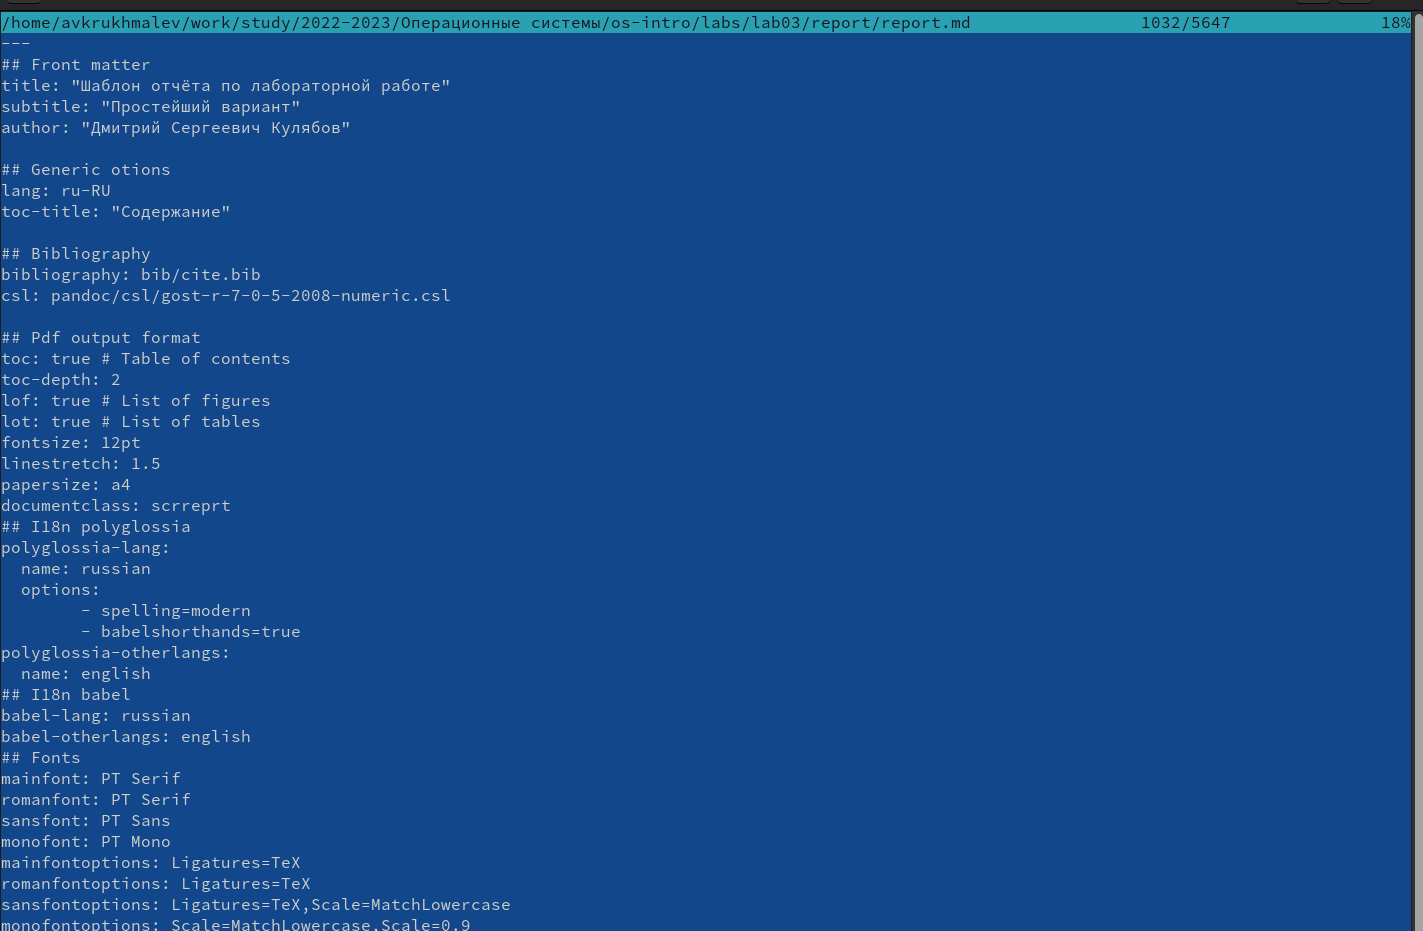 /home/avkrukhmalev/work/study/2022-2023/Операционные системы/os-intro/labs/lab03/report/report.md 1032/5647 18%
---
## Front matter
title: "Шаблон отчёта по лабораторной работе"
subtitle: "Простейший вариант"
author: "Дмитрий Сергеевич Кулябов"
## Generic otions
lang: ru-RU
toc-title: "Содержание"
## Bibliography
bibliography: bib/cite.bib
csl: pandoc/csl/gost-r-7-0-5-2008-numeric.csl
## Pdf output format
toc: true # Table of contents
toc-depth: 2
lof: true # List of figures
lot: true # List of tables
fontsize: 12pt
linestretch: 1.5
papersize: a4
documentclass: scrreprt
## I18n polyglossia
polyglossia-lang:
  name: russian
  options:
        - spelling=modern
        - babelshorthands=true
polyglossia-otherlangs:
  name: english
## I18n babel
babel-lang: russian
babel-otherlangs: english
## Fonts
mainfont: PT Serif
romanfont: PT Serif
sansfont: PT Sans
monofont: PT Mono
mainfontoptions: Ligatures=TeX
romanfontoptions: Ligatures=TeX
sansfontoptions: Ligatures=TeX,Scale=MatchLowercase
monofontoptions: Scale=MatchLowercase,Scale=0.9